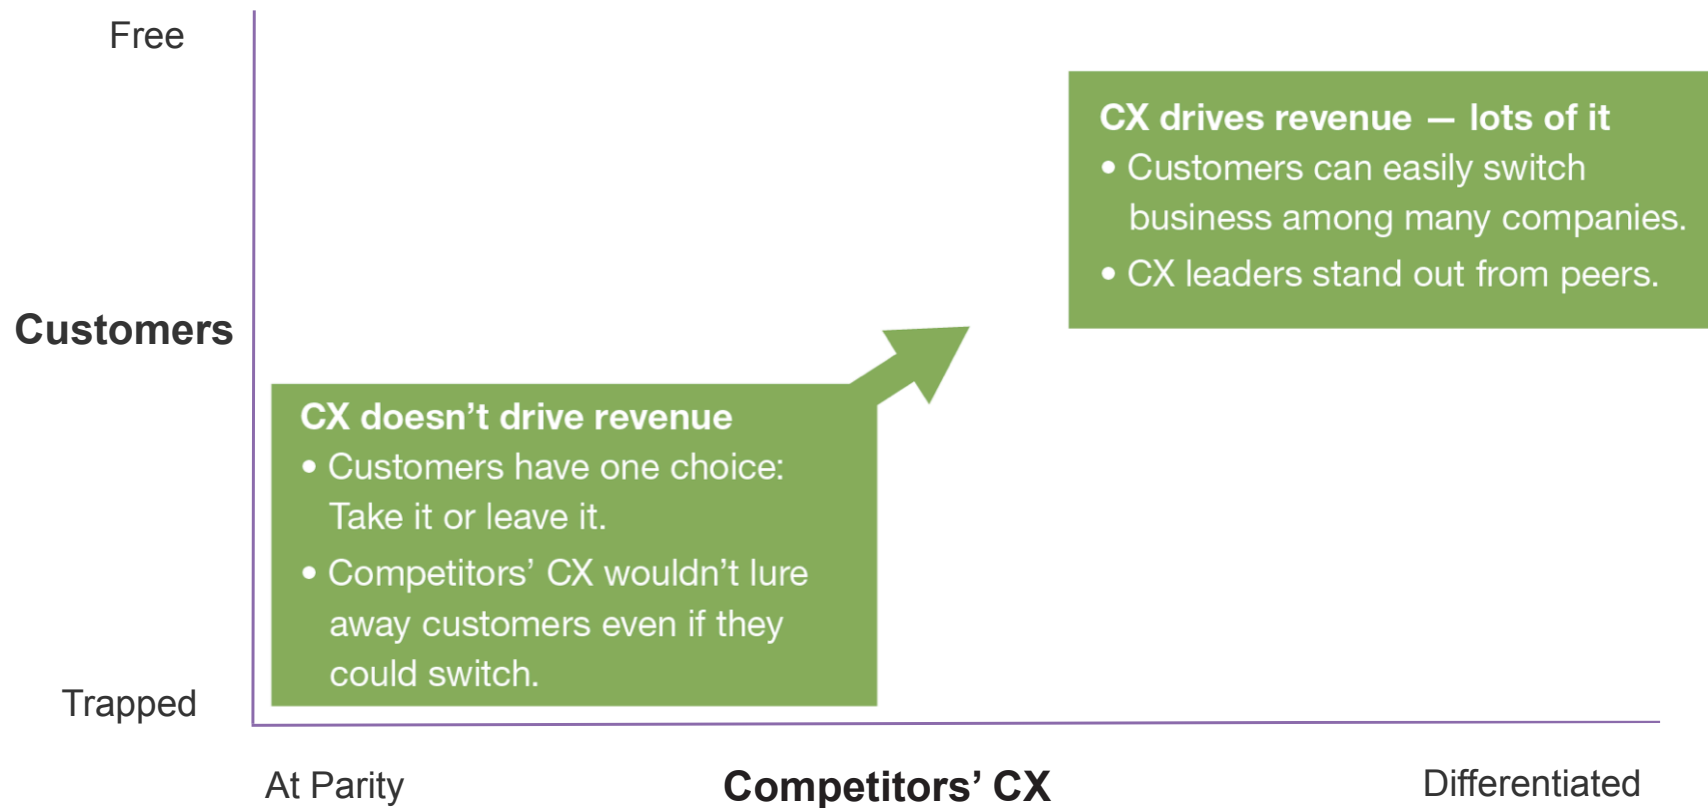 Free
CX drives revenue — lots of it
• Customers can easily switch
business among many companies.
• CX leaders stand out from peers.
Customers
CX doesn’t drive revenue
• Customers have one choice:
Take it or leave it.
• Competitors’ CX wouldn’t lure
away customers even if they
could switch.
Trapped
At Parity
Competitors’ CX
Differentiated